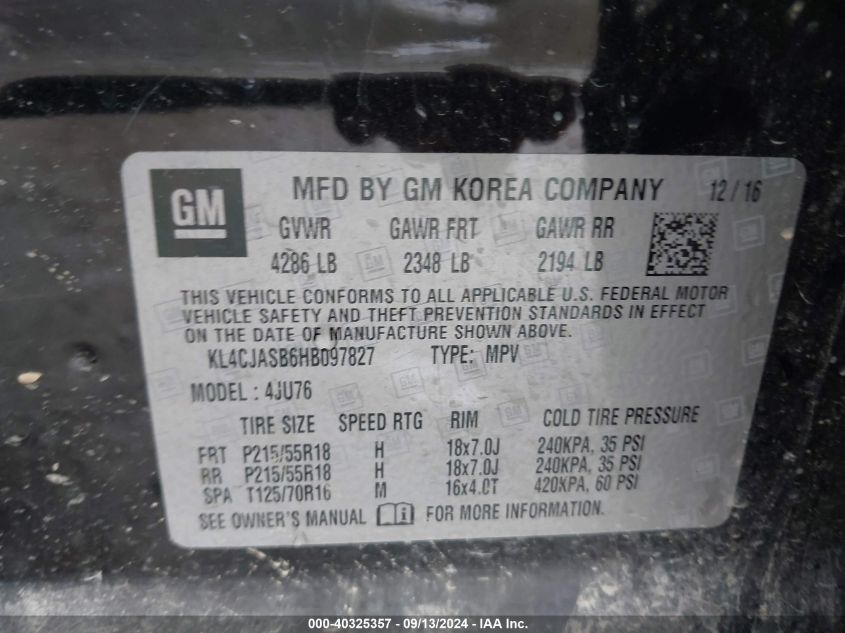 GM MFD BY GM KOREA COMPANY 12/16
GVWR GAWR FRT GAWR RR
4286 LB 2348 LB 2194 LB
THIS VEHICLE CONFORMS TO ALL APPLICABLE U.S. FEDERAL MOTOR
VEHICLE SAFETY AND THEFT PREVENTION STANDARDS IN EFFECT
ON THE DATE OF MANUFACTURE SHOWN ABOVE.
KL4CJASB6HB097827 TYPE: MPV
MODEL: 4JU76
TIRE SIZE SPEED RTG RIM COLD TIRE PRESSURE
FRT P215/55R18 H 18x7.0J 240KPA, 35 PSI
RR P215/55R18 H 18x7.0J 240KPA, 35 PSI
SPA T125/70R16 M 16x4.0T 420KPA, 60 PSI
SEE OWNER'S MANUAL i FOR MORE INFORMATION.
000-40325357 - 09/13/2024 - IAA Inc.